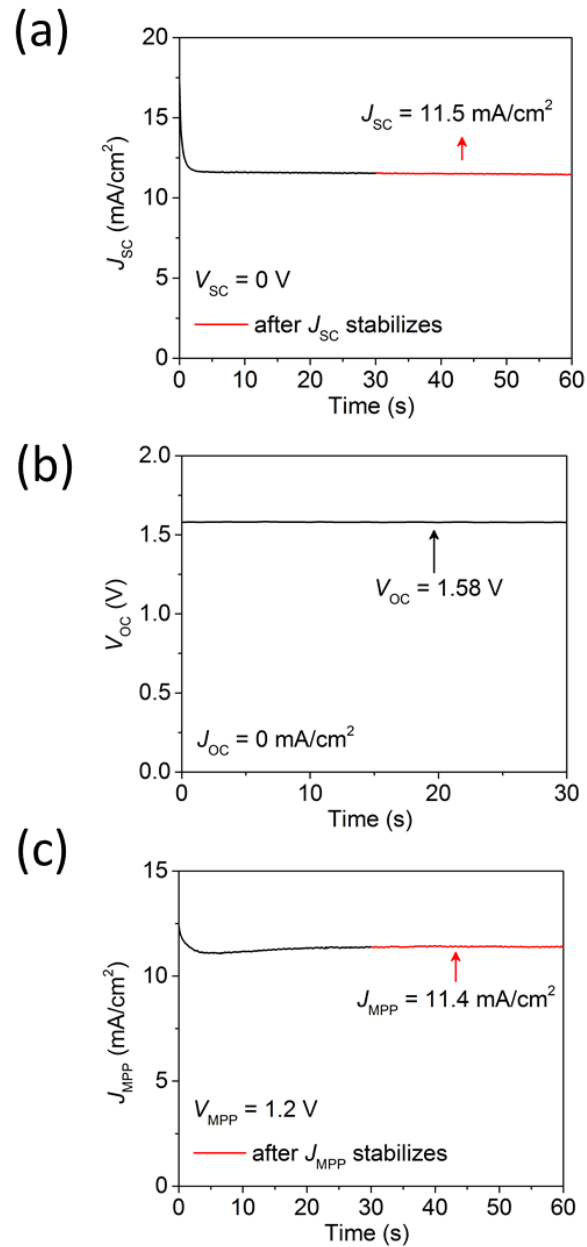 (a)
20
15
10
5
0
J_SC (mA/cm²)
J_SC = 11.5 mA/cm²
V_SC = 0 V
after J_SC stabilizes
0 10 20 30 40 50 60
Time (s)
(b)
2.0
1.5
1.0
0.5
0.0
V_OC (V)
V_OC = 1.58 V
J_OC = 0 mA/cm²
0 10 20 30
Time (s)
(c)
15
10
5
0
J_MPP (mA/cm²)
J_MPP = 11.4 mA/cm²
V_MPP = 1.2 V
after J_MPP stabilizes
0 10 20 30 40 50 60
Time (s)